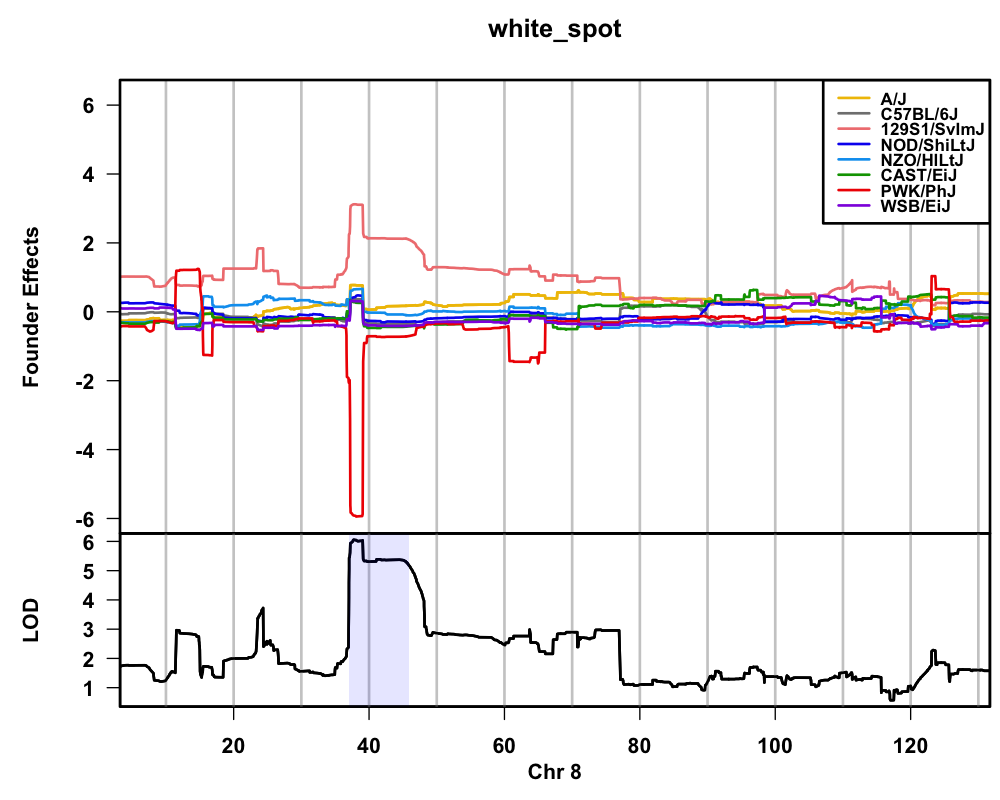 white_spot
Founder Effects
6
4
2
0
-2
-4
-6
A/J
C57BL/6J
129S1/SvImJ
NOD/ShiLtJ
NZO/HlLtJ
CAST/EiJ
PWK/PhJ
WSB/EiJ
LOD
6
5
4
3
2
1
20 40 60 80 100 120
Chr 8